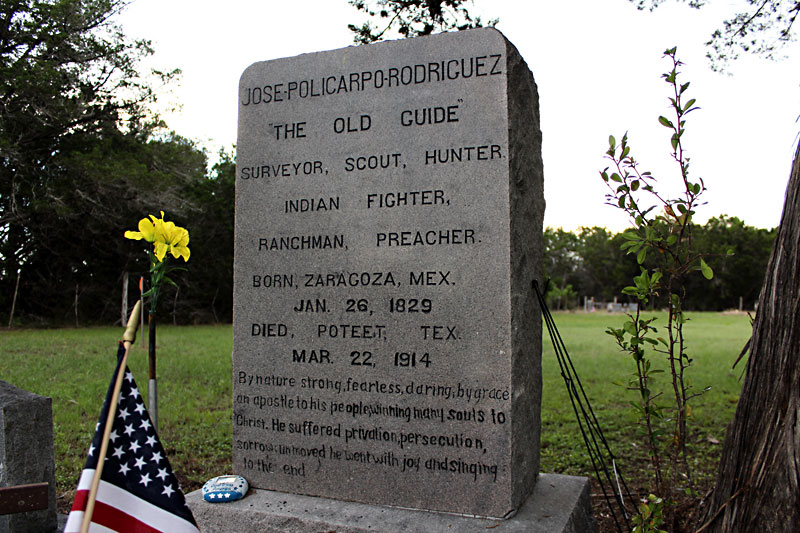 JOSE·POLICARPO·RODRIGUEZ
"THE OLD GUIDE"
SURVEYOR, SCOUT, HUNTER.
INDIAN FIGHTER,
RANCHMAN, PREACHER.
BORN, ZARAGOZA, MEX.
JAN. 26, 1829
DIED, POTEET, TEX.
MAR. 22, 1914
By nature strong, fearless, daring, by grace
an apostle to his people, winning many souls to
Christ. He suffered privation, persecution,
sorrow; unmoved he went with joy and singing
to the end